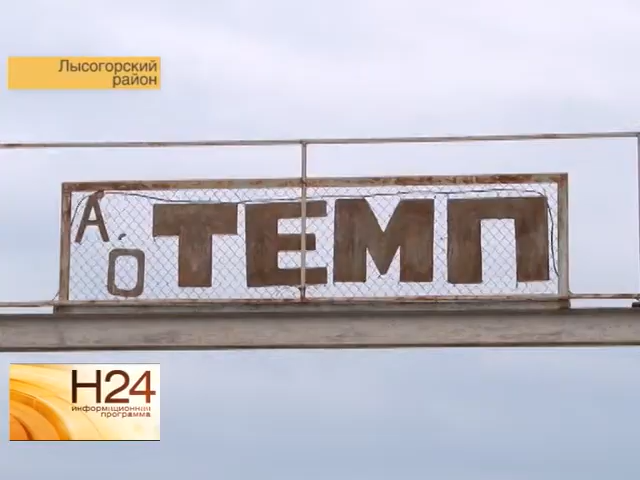 Лысогорский
район
А.О ТЕМП
Н24
информационная
программа